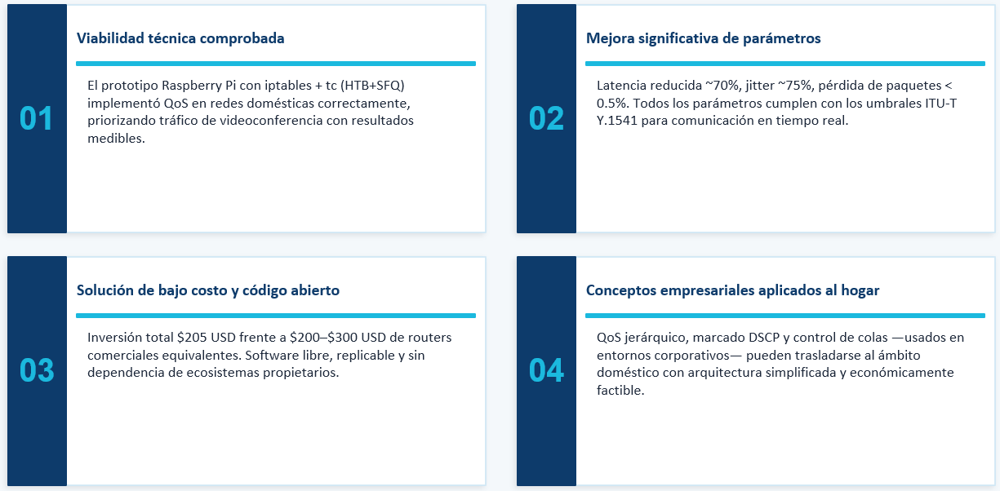 01
Viabilidad técnica comprobada
El prototipo Raspberry Pi con iptables + tc (HTB+SFQ)
implementó QoS en redes domésticas correctamente,
priorizando tráfico de videoconferencia con resultados
medibles.
02
Mejora significativa de parámetros
Latencia reducida ~70%, jitter ~75%, pérdida de paquetes <
0.5%. Todos los parámetros cumplen con los umbrales ITU-T
Y.1541 para comunicación en tiempo real.
03
Solución de bajo costo y código abierto
Inversión total $205 USD frente a $200–$300 USD de routers
comerciales equivalentes. Software libre, replicable y sin
dependencia de ecosistemas propietarios.
04
Conceptos empresariales aplicados al hogar
QoS jerárquico, marcado DSCP y control de colas —usados en
entornos corporativos— pueden trasladarse al ámbito
doméstico con arquitectura simplificada y económicamente
factible.